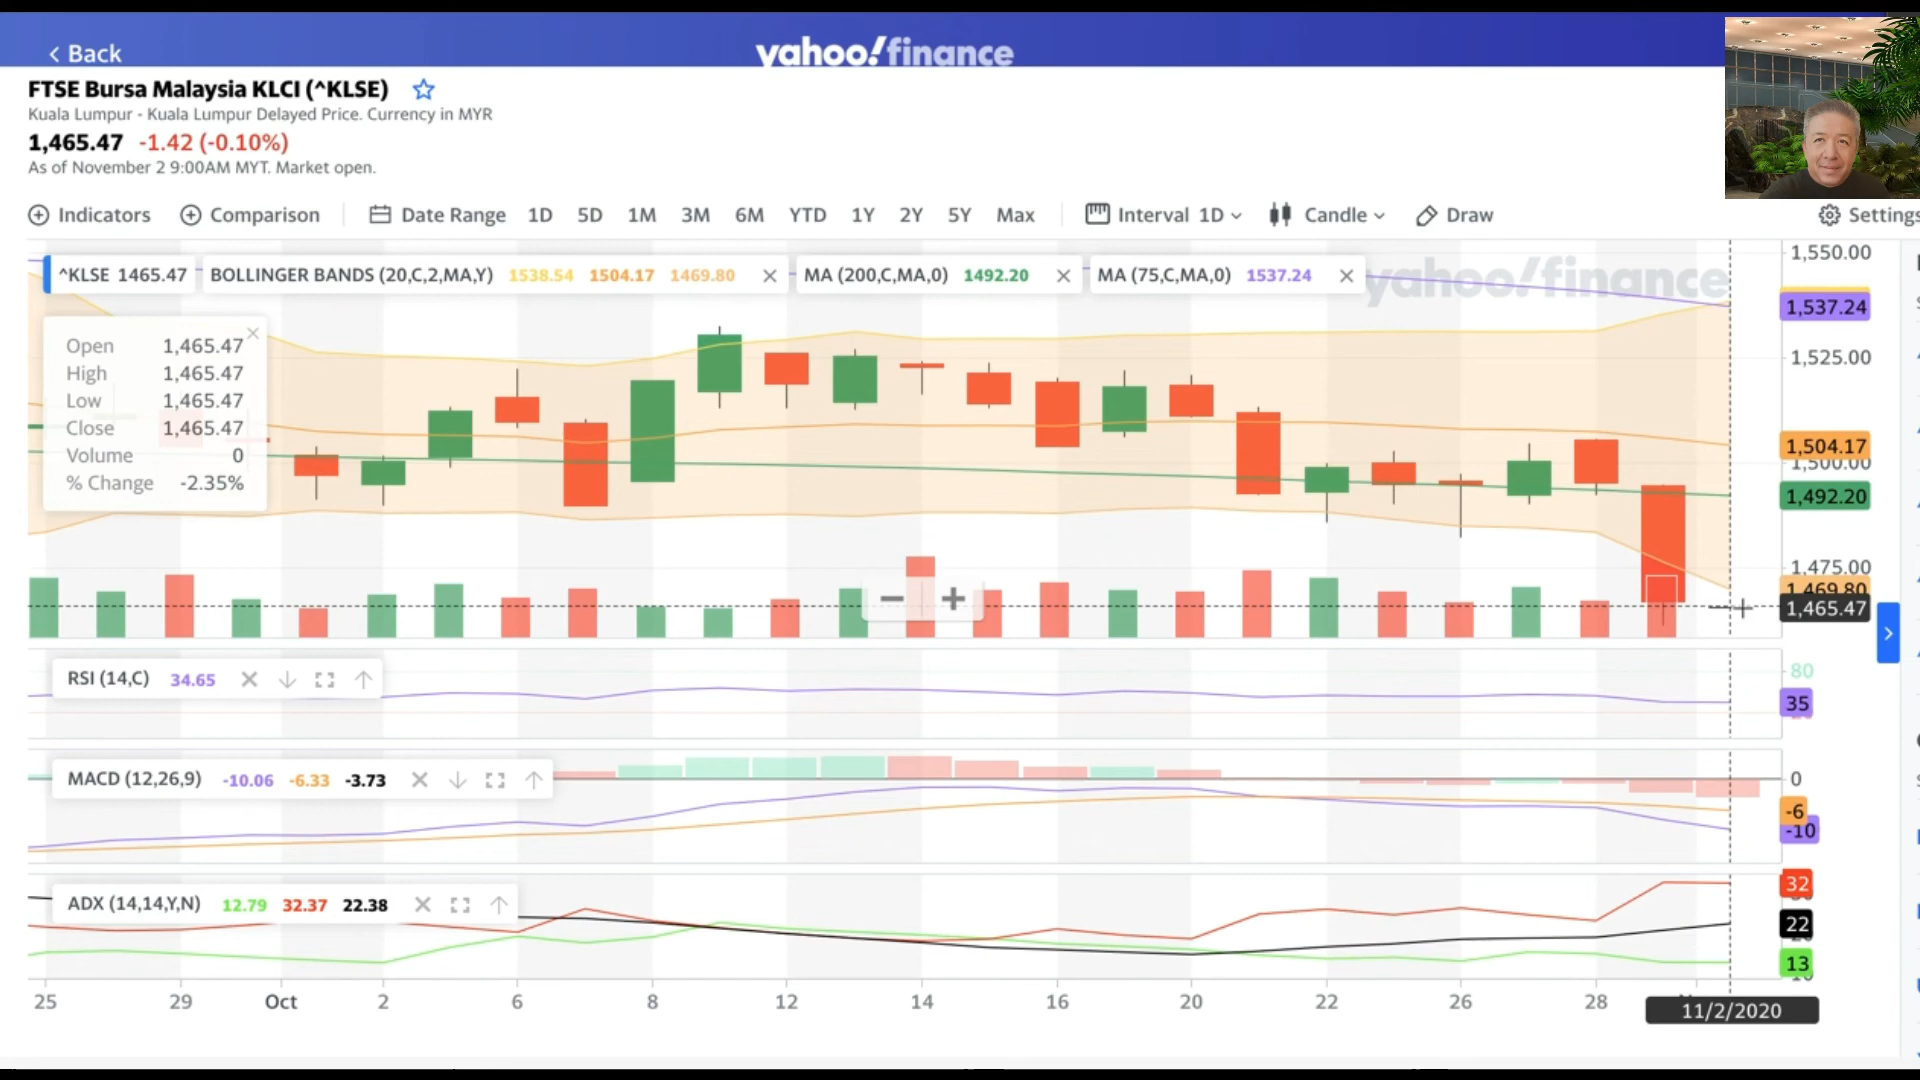 Back
yahoo!finance
FTSE Bursa Malaysia KLCI (^KLSE)
Kuala Lumpur - Kuala Lumpur Delayed Price. Currency in MYR
1,465.47 -1.42 (-0.10%)
As of November 2 9:00AM MYT. Market open.
Indicators Comparison Date Range 1D 5D 1M 3M 6M YTD 1Y 2Y 5Y Max Interval 1D Candle Draw Settings
^KLSE 1465.47 BOLLINGER BANDS (20,C,2,MA,Y) 1538.54 1504.17 1469.80 MA (200,C,MA,0) 1492.20 MA (75,C,MA,0) 1537.24
yahoo!finance
1,550.00
1,537.24
1,525.00
1,504.17
1,500.00
1,492.20
1,475.00
1,469.80
1,465.47
Open 1,465.47
High 1,465.47
Low 1,465.47
Close 1,465.47
Volume 0
% Change -2.35%
RSI (14,C) 34.65
80
35
MACD (12,26,9) -10.06 -6.33 -3.73
0
-6
-10
ADX (14,14,Y,N) 12.79 32.37 22.38
32
22
13
25 29 Oct 2 6 8 12 14 16 20 22 26 28
11/2/2020